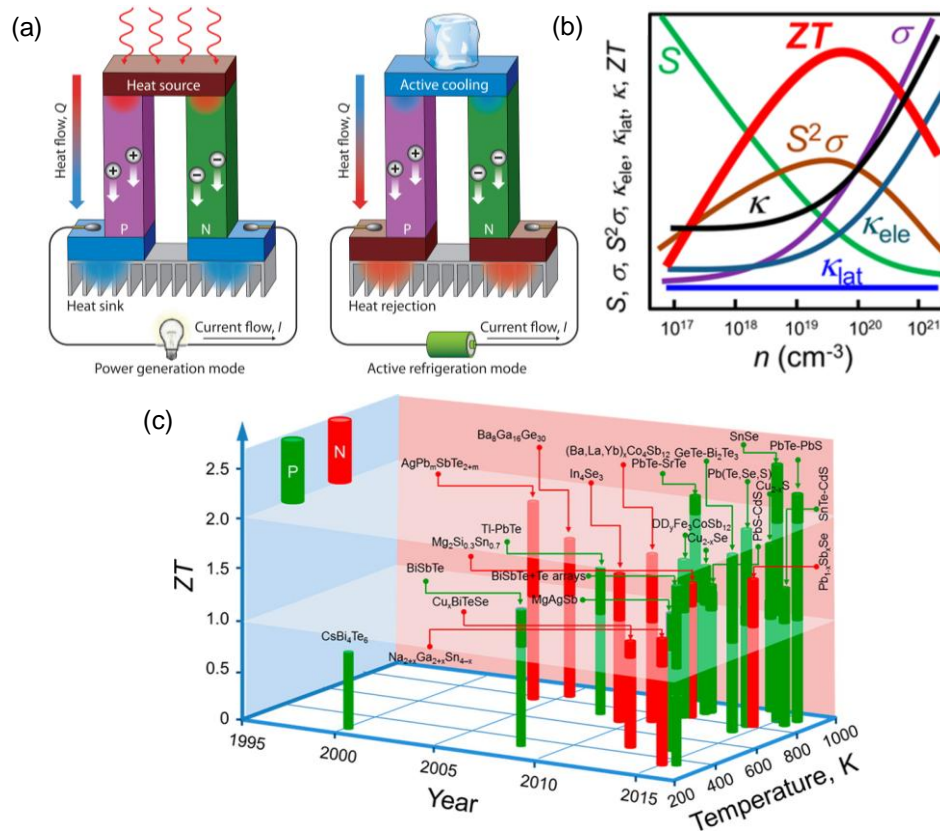 (a)
Heat source
Heat flow, Q
+
+
−
−
P
N
Heat sink
Current flow, I
Power generation mode
Active cooling
Heat flow, Q
+
+
−
−
P
N
Heat rejection
Current flow, I
Active refrigeration mode
(b)
S, σ, S²σ, κele, κlat, κ, ZT
S
ZT
σ
S²σ
κ
κele
κlat
10¹⁷ 10¹⁸ 10¹⁹ 10²⁰ 10²¹
n (cm⁻³)
(c)
P
N
ZT
2.5
2.0
1.5
1.0
0.5
0
Ba₈Ga₁₆Ge₃₀
AgPbₘSbTe₂₊ₘ
Tl-PbTe
Mg₂Si₀.₃Sn₀.₇
BiSbTe
CuₓBiTeSe
CsBi₄Te₆
Na₂₊ₓGa₂₊ₓSn₄₋ₓ
(Ba,La,Yb)ₓCo₄Sb₁₂
In₄Se₃
PbTe-SrTe
GeTe-Bi₂Te₃
SnSe
PbTe-PbS
Pb(Te,Se,S)
Cu₂₋ₓS
DDyFe₃CoSb₁₂
Cu₂₋ₓSe
BiSbTe+Te arrays
MgAgSb
PbS-CdS
SnTe-CdS
Pb₁₋ₓSbₓSe
1995
2000
2005
2010
2015
Year
200
400
600
800
1000
Temperature, K